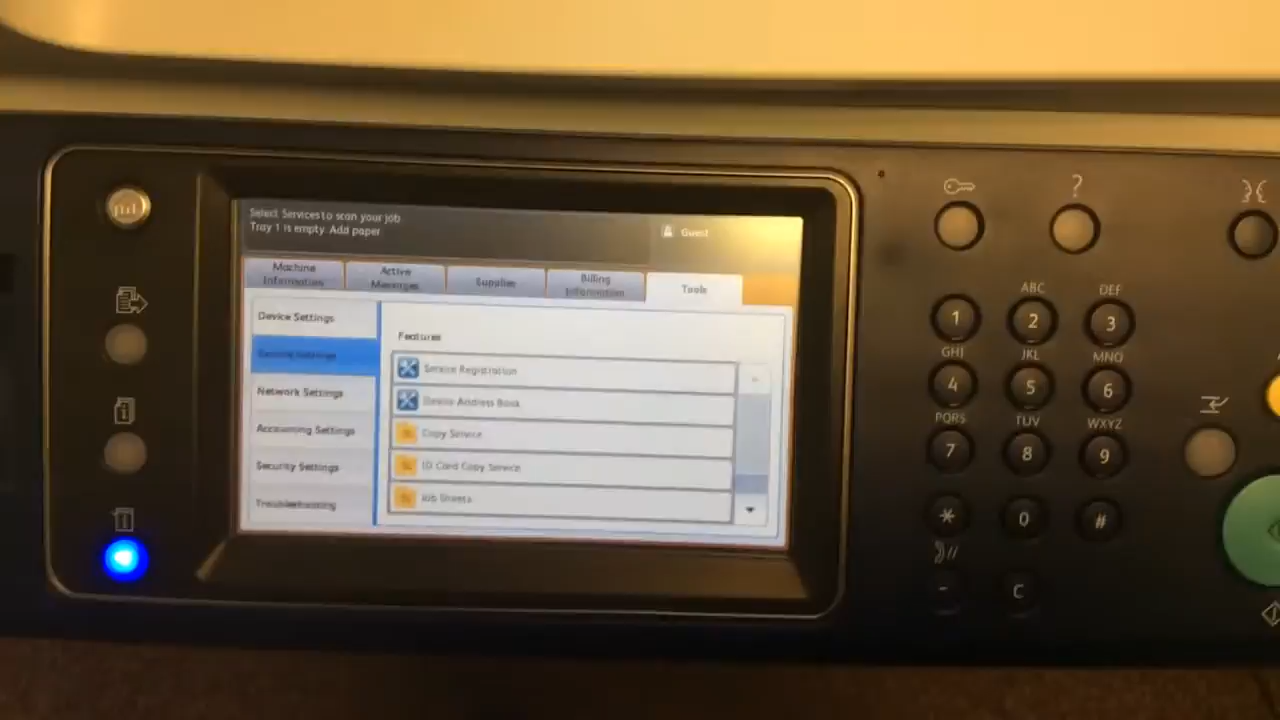 Select Services to scan your job
Tray 1 is empty. Add paper
Guest
Machine
Information
Active
Messages
Supplies
Billing
Information
Tools
Device Settings
Service Settings
Network Settings
Accounting Settings
Security Settings
Troubleshooting
Features
Service Registration
Device Address Book
Copy Service
ID Card Copy Service
Job Sheets
?
1
2
ABC
3
DEF
4
GHI
5
JKL
6
MNO
7
PQRS
8
TUV
9
WXYZ
*
0
#
-
C